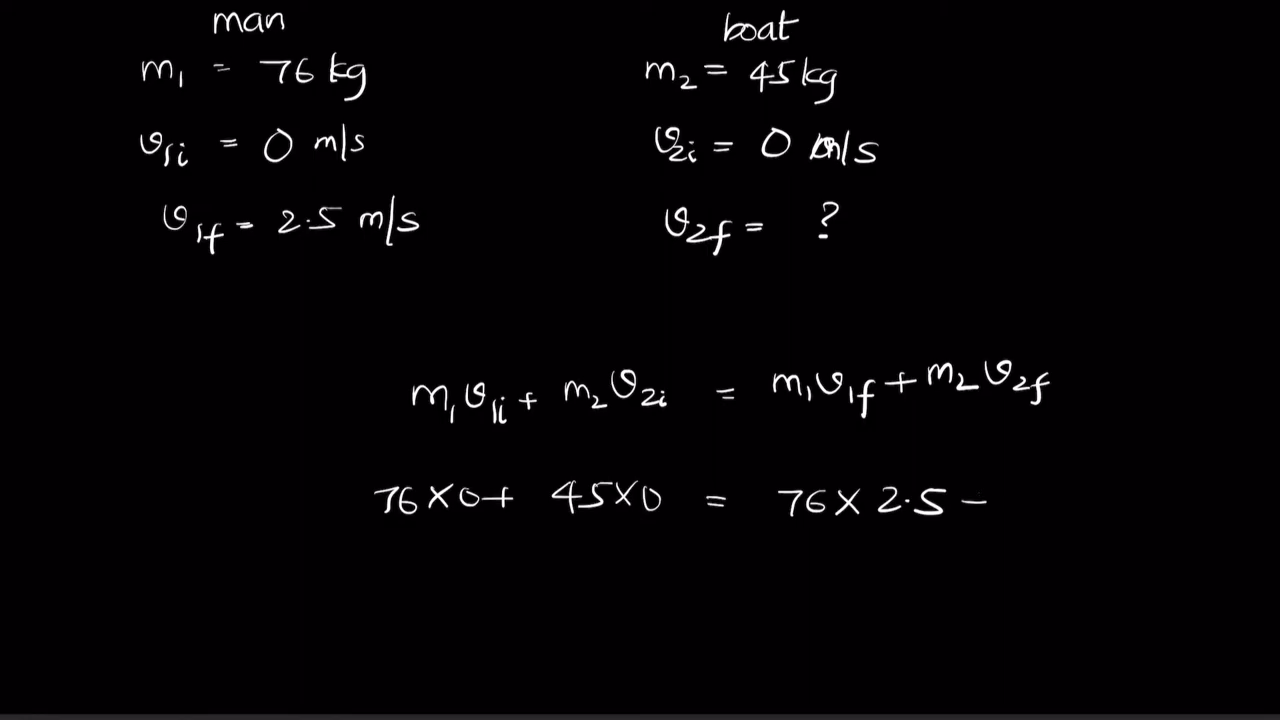 man boat
m₁ = 76 kg m₂ = 45 kg
v₁ᵢ = 0 m/s v₂ᵢ = 0 m/s
v₁f = 2.5 m/s v₂f = ?
m₁v₁ᵢ + m₂v₂ᵢ = m₁v₁f + m₂v₂f
76×0+ 45×0 = 76× 2.5 –